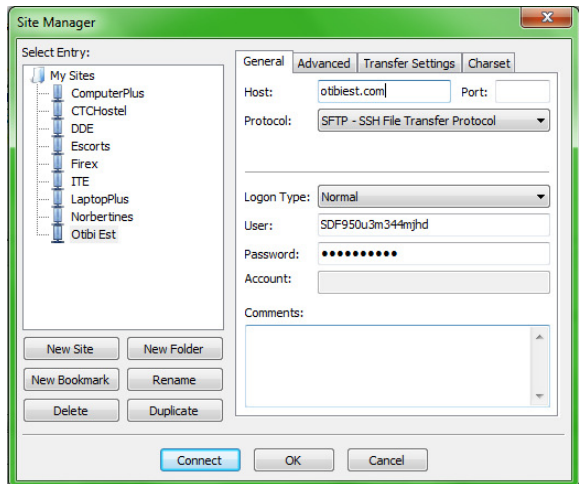 Site Manager
Select Entry:
My Sites
ComputerPlus
CTCHostel
DDE
Escorts
Firex
ITE
LaptopPlus
Norbertines
Otibi Est
New Site New Folder
New Bookmark Rename
Delete Duplicate
General Advanced Transfer Settings Charset
Host: otibiest.com Port:
Protocol: SFTP - SSH File Transfer Protocol
Logon Type: Normal
User: SDF950u3m344mjhd
Password: ●●●●●●●●●●
Account:
Comments:
Connect OK Cancel